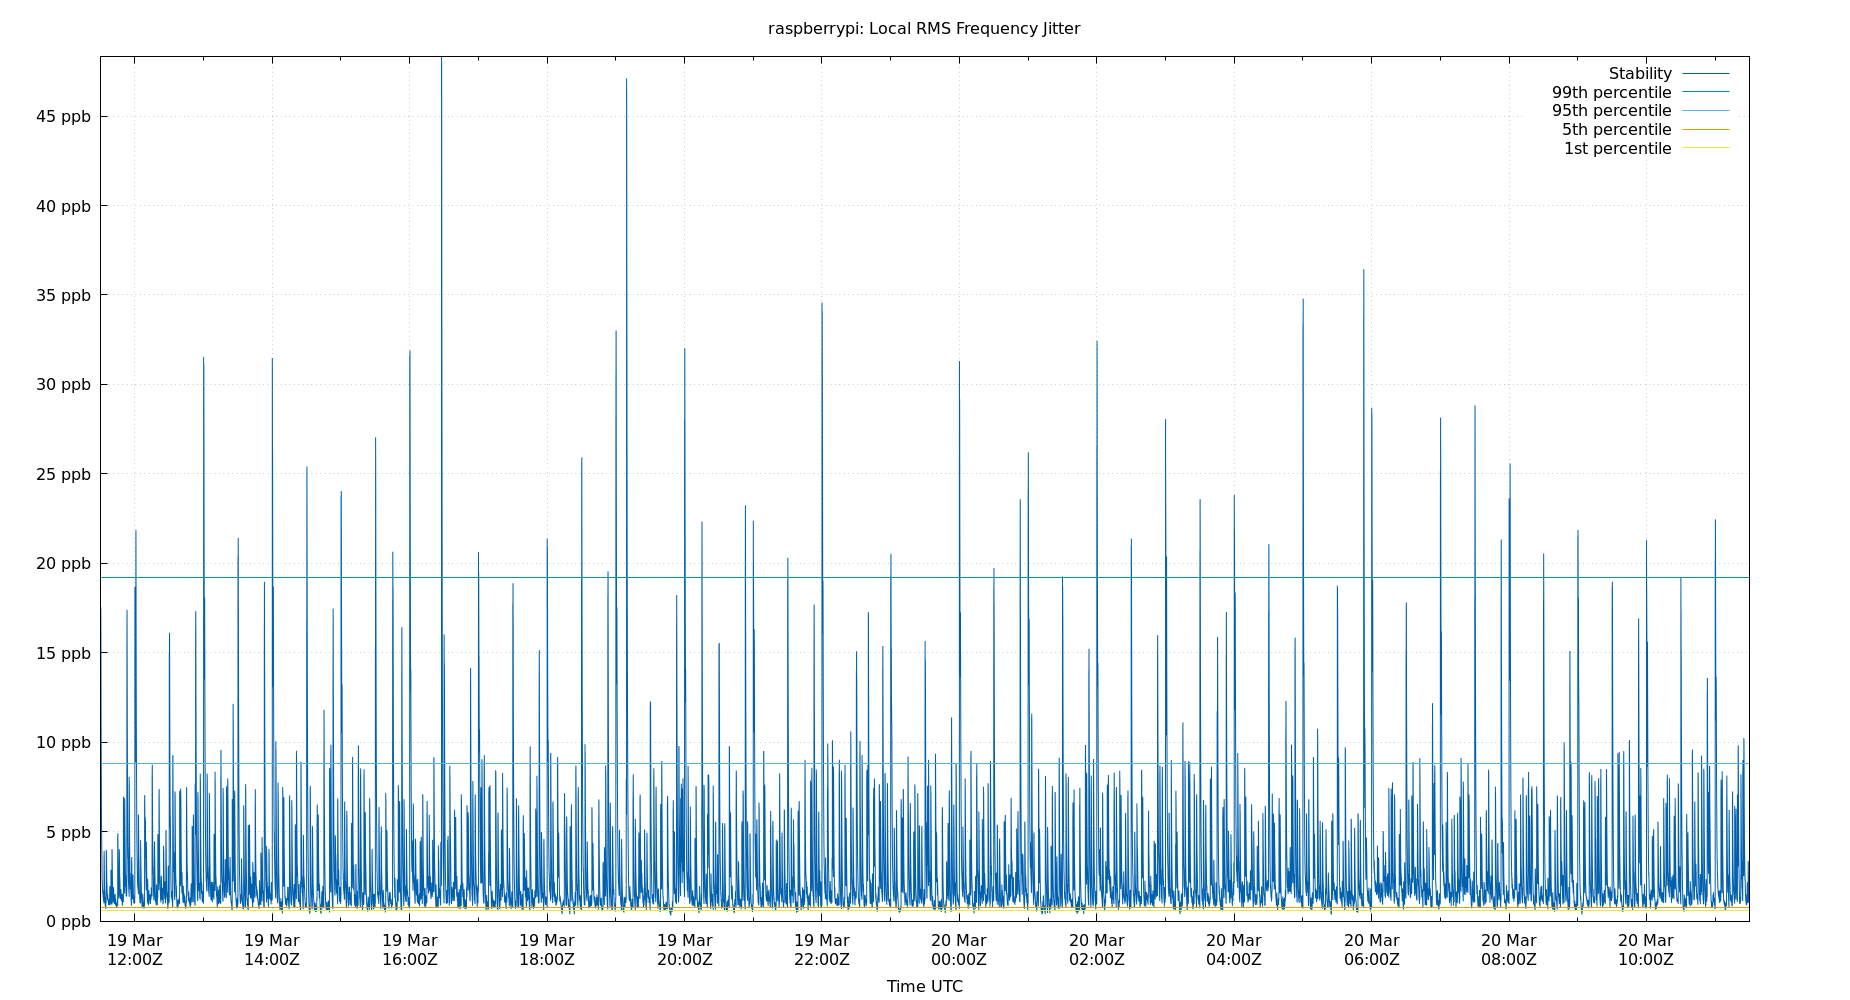 raspberrypi: Local RMS Frequency Jitter
Stability
99th percentile
95th percentile
5th percentile
1st percentile
45 ppb
40 ppb
35 ppb
30 ppb
25 ppb
20 ppb
15 ppb
10 ppb
5 ppb
0 ppb
19 Mar 19 Mar 19 Mar 19 Mar 19 Mar 19 Mar 20 Mar 20 Mar 20 Mar 20 Mar 20 Mar 20 Mar
12:00Z 14:00Z 16:00Z 18:00Z 20:00Z 22:00Z 00:00Z 02:00Z 04:00Z 06:00Z 08:00Z 10:00Z
Time UTC